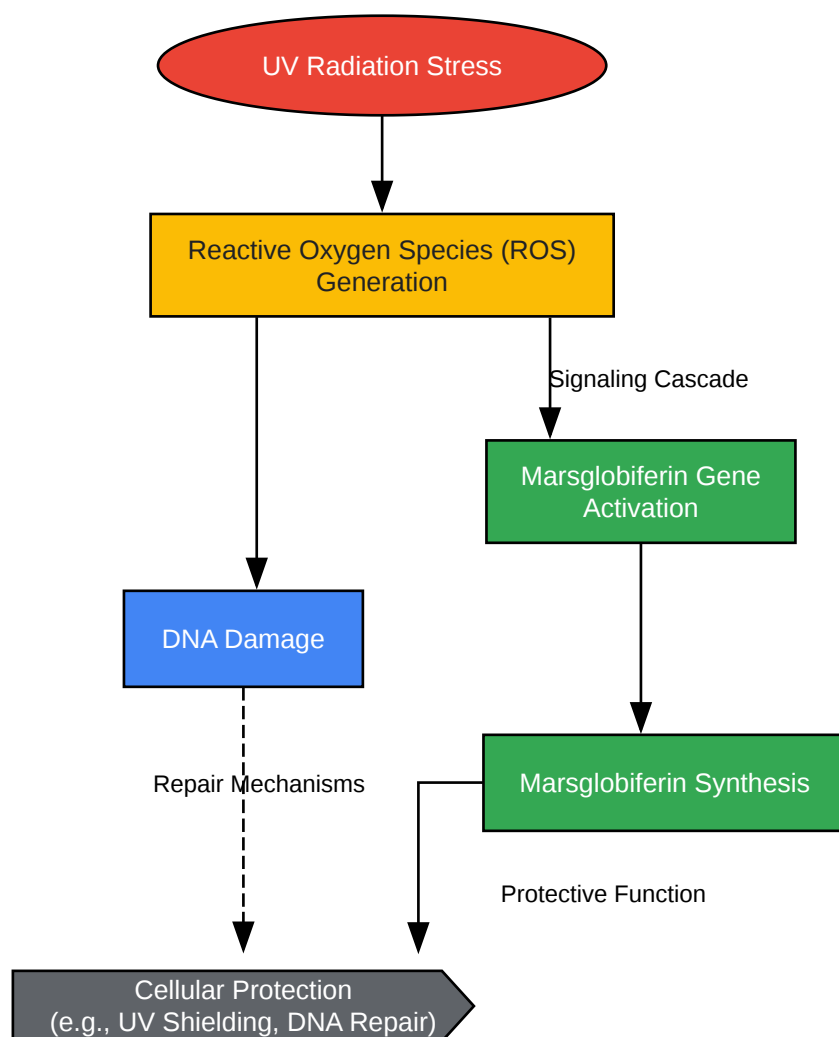 UV Radiation Stress
Reactive Oxygen Species (ROS)
Generation
Signaling Cascade
Marsglobiferin Gene
Activation
DNA Damage
Repair Mechanisms
Marsglobiferin Synthesis
Protective Function
Cellular Protection
(e.g., UV Shielding, DNA Repair)